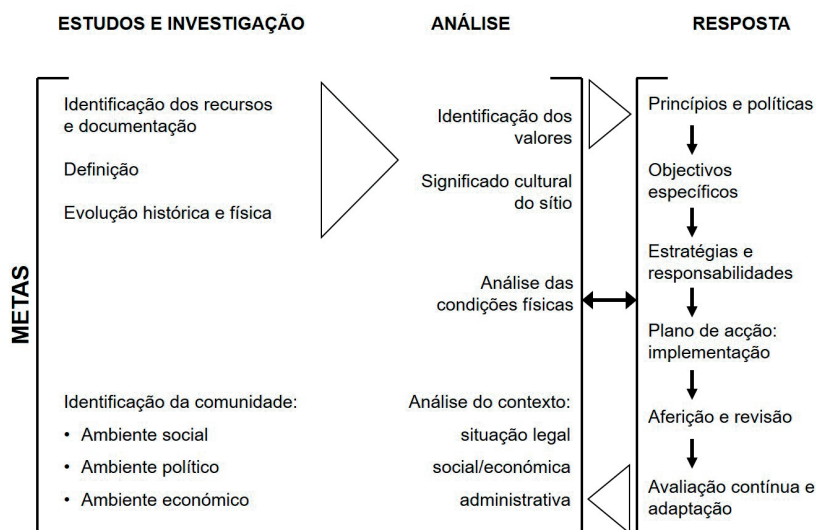 ESTUDOS E INVESTIGAÇÃO
ANÁLISE
RESPOSTA
METAS
Identificação dos recursos
e documentação
Definição
Evolução histórica e física
Identificação da comunidade:
• Ambiente social
• Ambiente político
• Ambiente económico
Identificação dos
valores
Significado cultural
do sítio
Análise das
condições físicas
Análise do contexto:
situação legal
social/económica
administrativa
Princípios e políticas
Objectivos
específicos
Estratégias e
responsabilidades
Plano de acção:
implementação
Aferição e revisão
Avaliação contínua e
adaptação